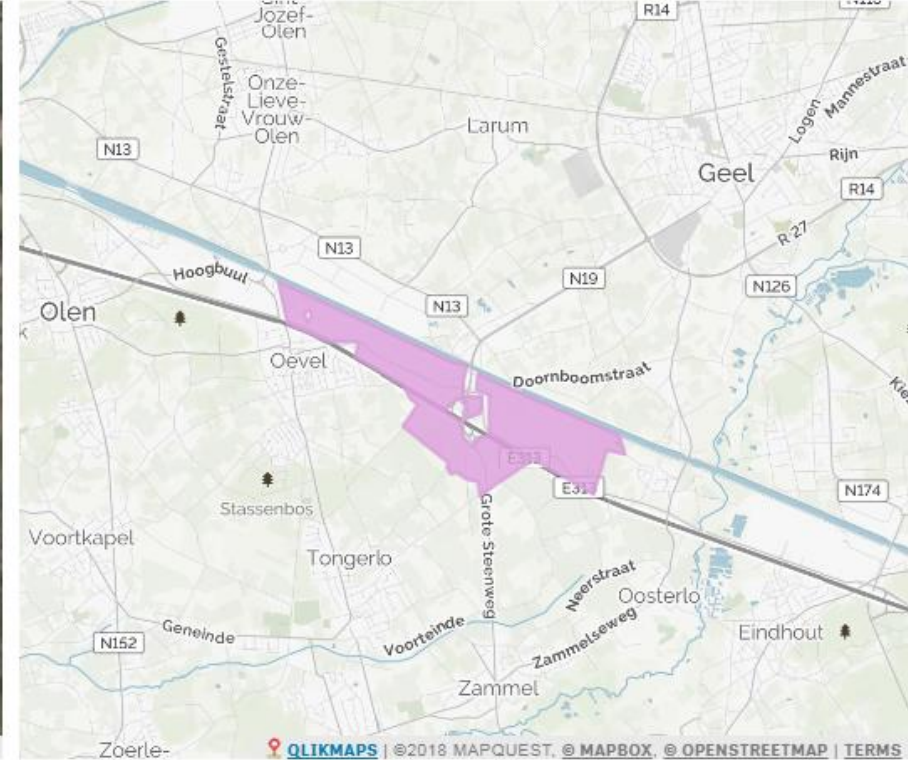 Jozef-
Olen
R14
Gestelstraat
Onze-
Lieve-
Vrouw-
Olen
Larum
Logen
Mannestraat
N13
Geel
Rijn
R14
R 27
N13
Hoogbuul
N19
N126
Olen
N13
Oevel
Doornboomstraat
E313
N174
Stassenbos
Grote Steenweg
Voortkapel
Tongerlo
Neerstraat
Oosterlo
Geneinde
Voorteinde
Zammelseweg
Eindhout
N152
Zammel
Zoerle-
QLIKMAPS | ©2018 MAPQUEST, © MAPBOX, © OPENSTREETMAP | TERMS